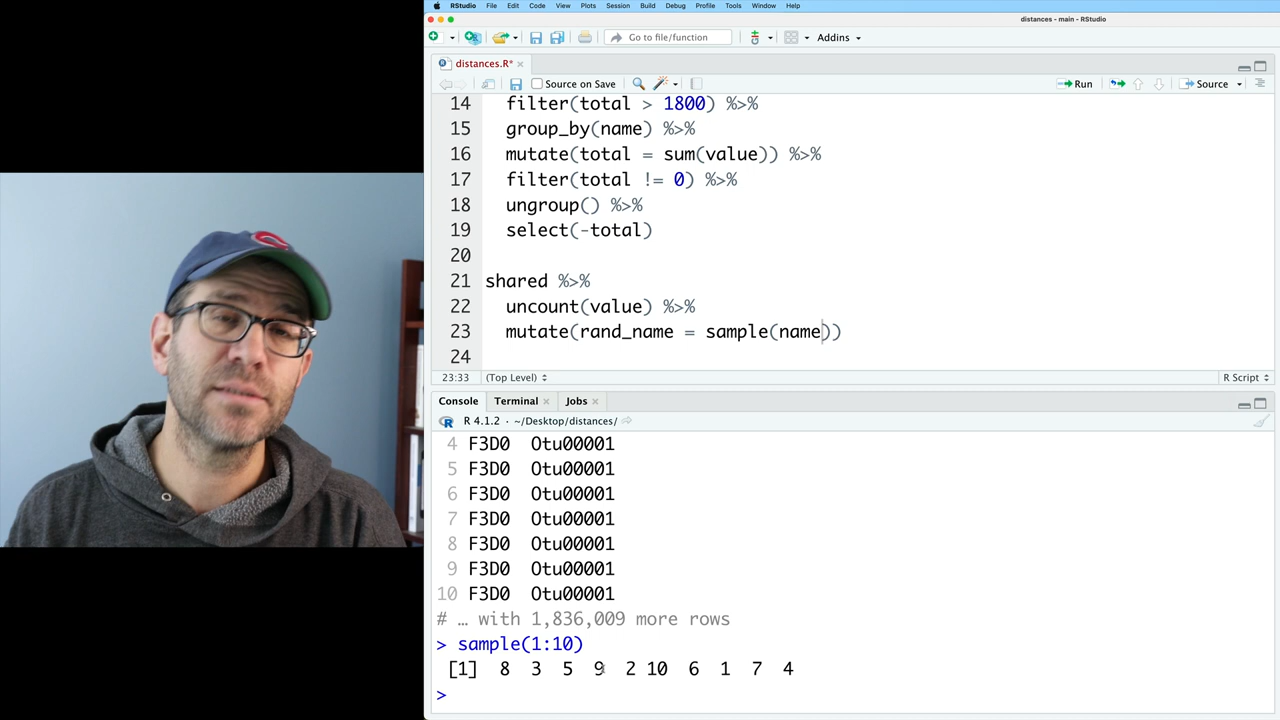 RStudio File Edit Code View Plots Session Build Debug Profile Tools Window Help
distances - main - RStudio
Go to file/function Addins
distances.R*
Source on Save Run Source
14 filter(total > 1800) %>%
15 group_by(name) %>%
16 mutate(total = sum(value)) %>%
17 filter(total != 0) %>%
18 ungroup() %>%
19 select(-total)
20
21 shared %>%
22 uncount(value) %>%
23 mutate(rand_name = sample(name))
24
23:33 (Top Level) R Script
Console Terminal Jobs
R 4.1.2 · ~/Desktop/distances/
4 F3D0 Otu00001
5 F3D0 Otu00001
6 F3D0 Otu00001
7 F3D0 Otu00001
8 F3D0 Otu00001
9 F3D0 Otu00001
10 F3D0 Otu00001
# … with 1,836,009 more rows
> sample(1:10)
[1] 8 3 5 9 2 10 6 1 7 4
>